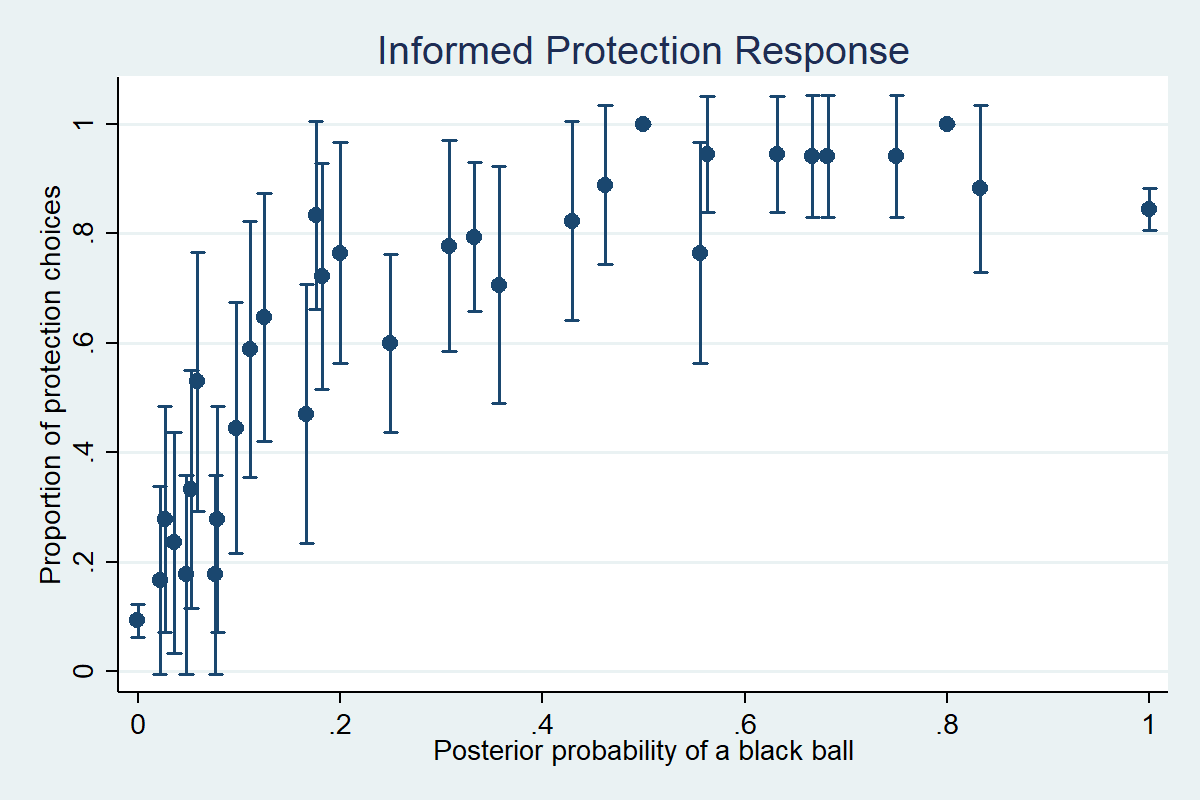 Informed Protection Response
Proportion of protection choices
1
.8
.6
.4
.2
0
0 .2 .4 .6 .8 1
Posterior probability of a black ball